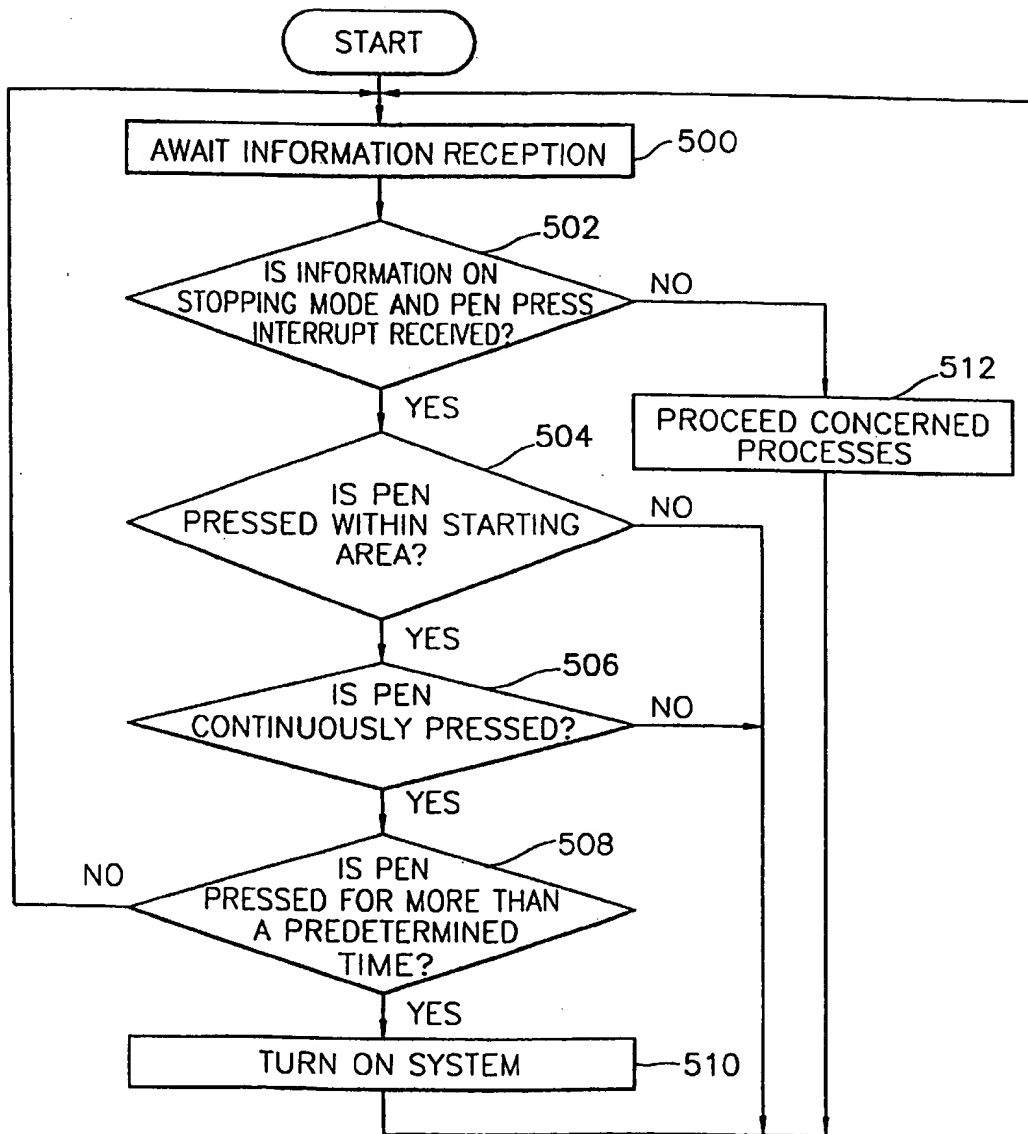 START
AWAIT INFORMATION RECEPTION
500
502
IS INFORMATION ON
STOPPING MODE AND PEN PRESS
INTERRUPT RECEIVED?
NO
YES
512
PROCEED CONCERNED
PROCESSES
504
IS PEN
PRESSED WITHIN STARTING
AREA?
NO
YES
506
IS PEN
CONTINUOUSLY PRESSED?
NO
YES
508
IS PEN
PRESSED FOR MORE THAN
A PREDETERMINED
TIME?
NO
YES
TURN ON SYSTEM
510